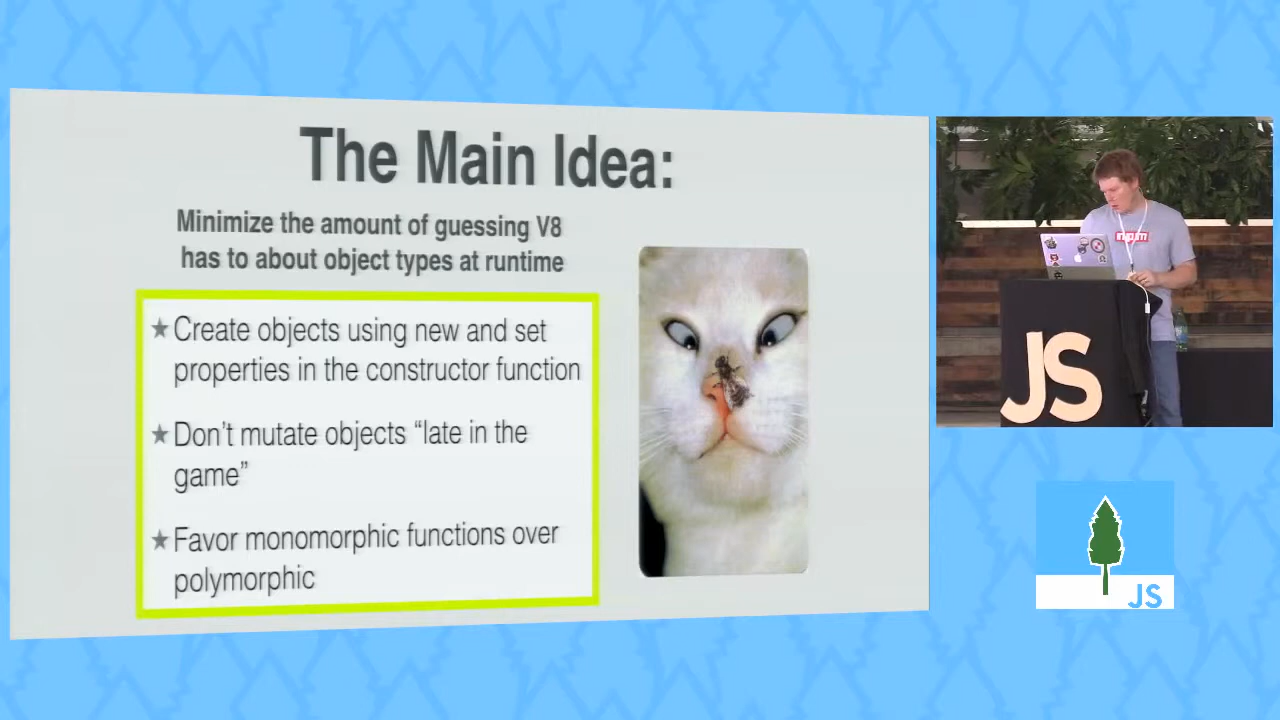 The Main Idea:
Minimize the amount of guessing V8
has to about object types at runtime
★ Create objects using new and set
properties in the constructor function
★ Don't mutate objects “late in the
game”
★ Favor monomorphic functions over
polymorphic
npm
JS
JS